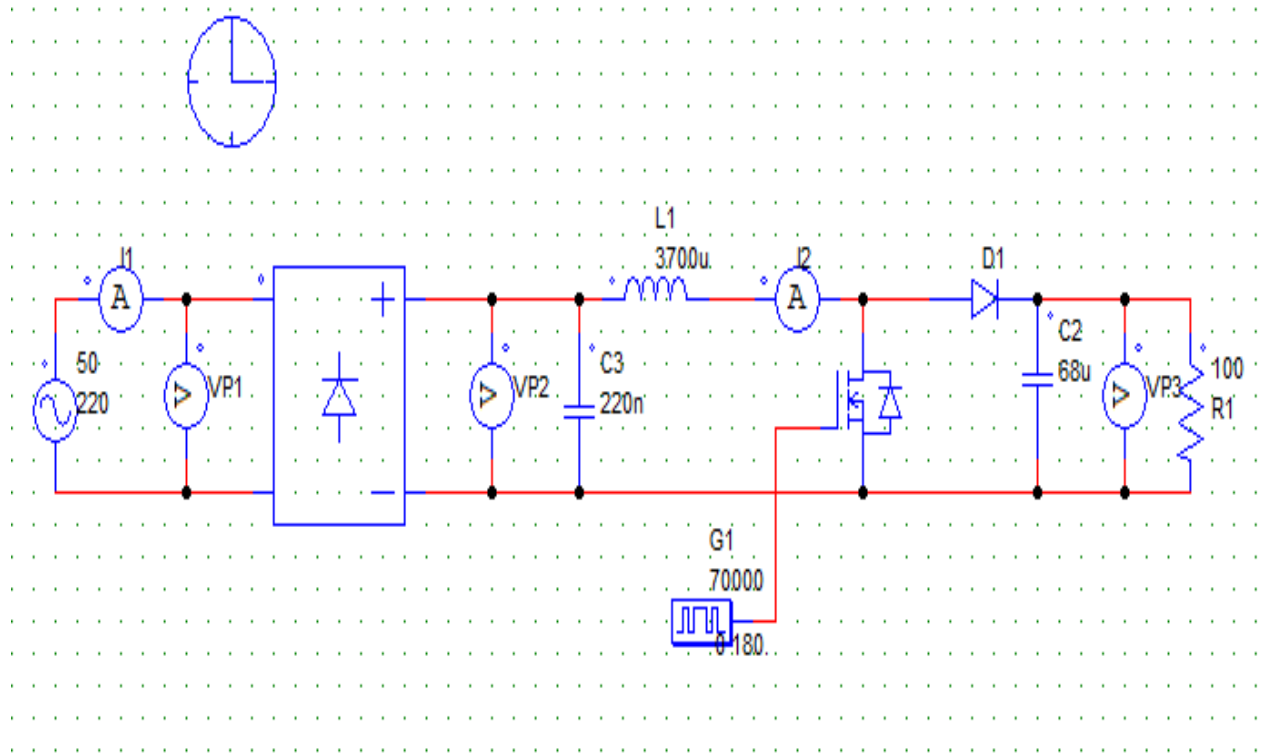 I1
50
220
VP1
VP2
C3
220n
L1
3700u
I2
D1
C2
68u
VP3
100
R1
G1
70000
0 180.